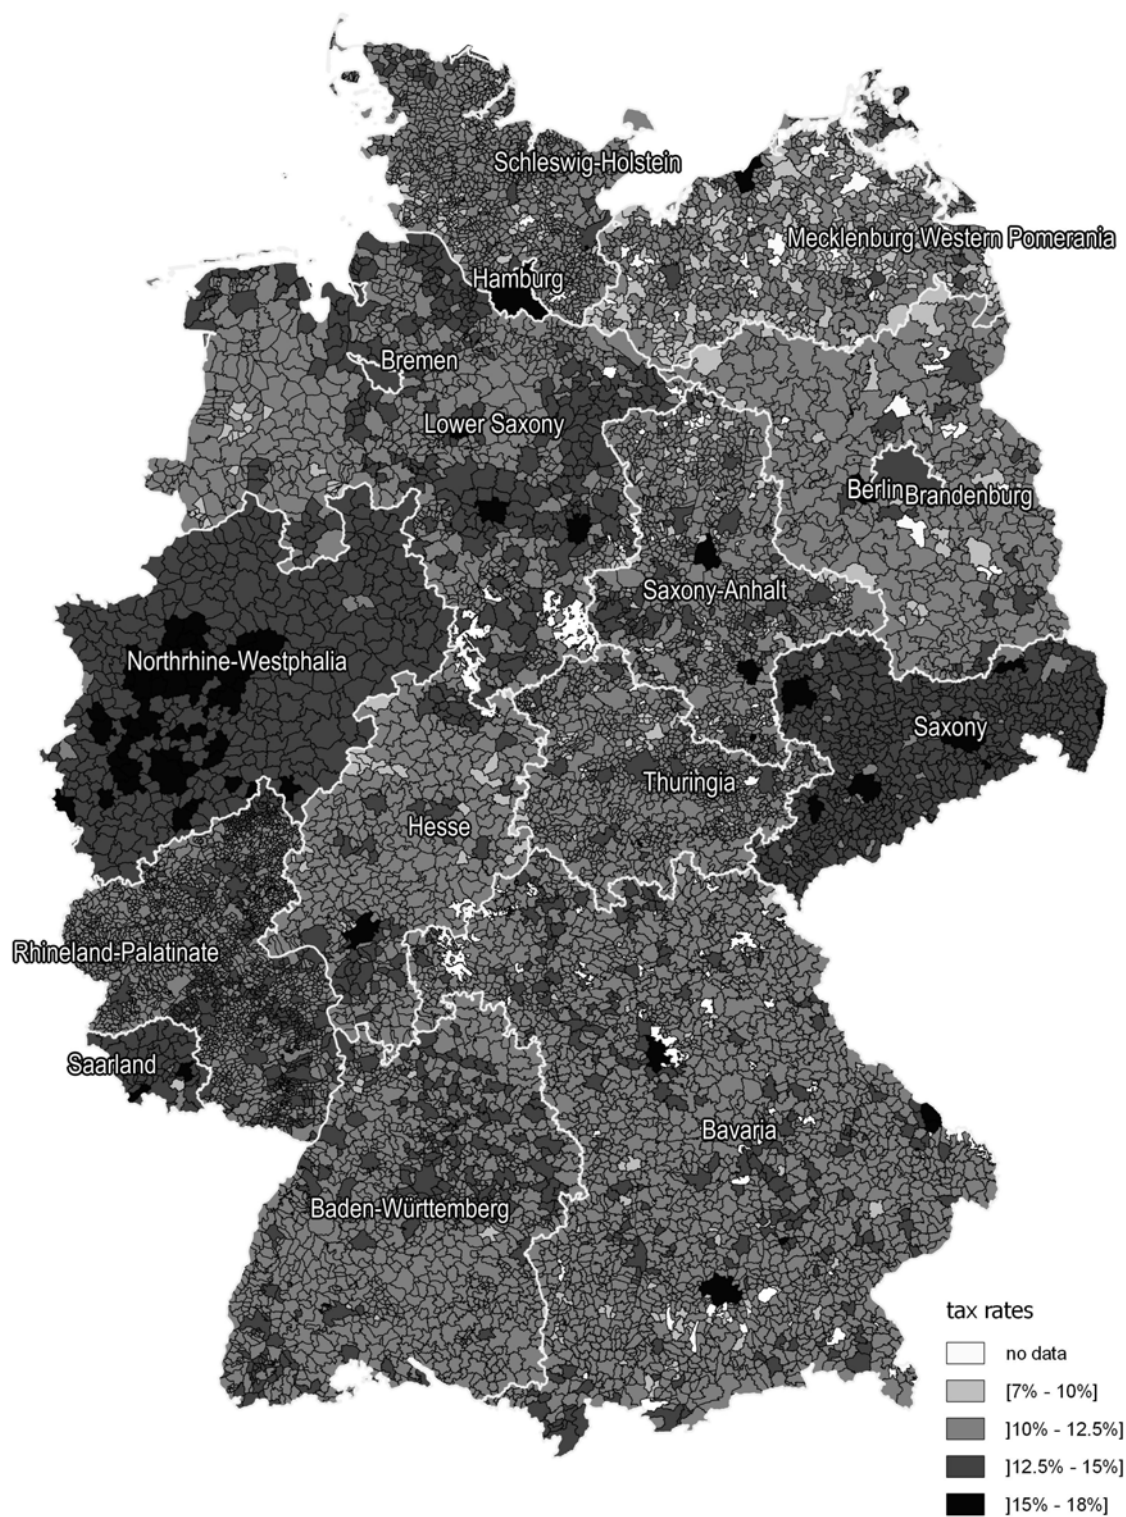 Schleswig-Holstein
Mecklenburg Western Pomerania
Hamburg
Bremen
Lower Saxony
Berlin
Brandenburg
Saxony-Anhalt
Northrhine-Westphalia
Saxony
Thuringia
Hesse
Rhineland-Palatinate
Saarland
Bavaria
Baden-Württemberg
tax rates
no data
[7% - 10%]
]10% - 12.5%]
]12.5% - 15%]
]15% - 18%]